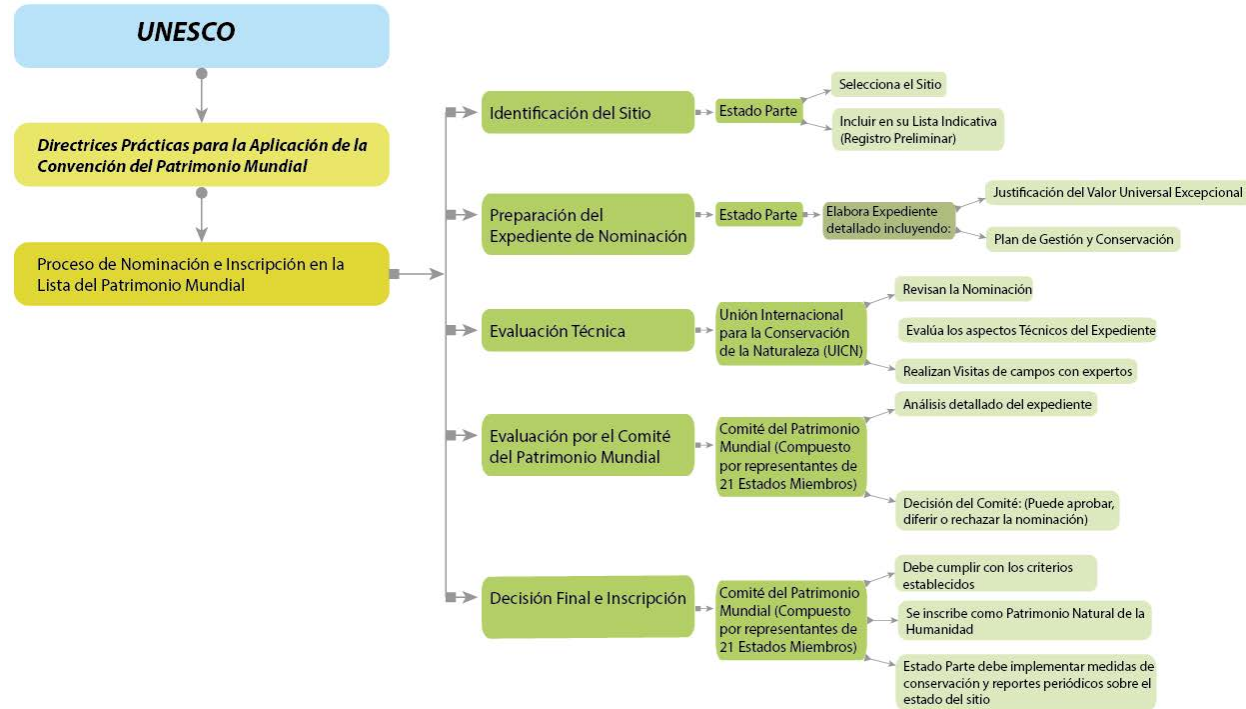 UNESCO
Directrices Prácticas para la Aplicación de la
Convención del Patrimonio Mundial
Proceso de Nominación e Inscripción en la
Lista del Patrimonio Mundial
Identificación del Sitio
Estado Parte
Selecciona el Sitio
Incluir en su Lista Indicativa
(Registro Preliminar)
Preparación del
Expediente de Nominación
Estado Parte
Elabora Expediente
detallado incluyendo:
Justificación del Valor Universal Excepcional
Plan de Gestión y Conservación
Evaluación Técnica
Unión Internacional
para la Conservación
de la Naturaleza (UICN)
Revisan la Nominación
Evalúa los aspectos Técnicos del Expediente
Realizan Visitas de campos con expertos
Evaluación por el Comité
del Patrimonio Mundial
Comité del Patrimonio
Mundial (Compuesto
por representantes de
21 Estados Miembros)
Análisis detallado del expediente
Decisión del Comité: (Puede aprobar,
diferir o rechazar la nominación)
Decisión Final e Inscripción
Comité del Patrimonio
Mundial (Compuesto
por representantes de
21 Estados Miembros)
Debe cumplir con los criterios
establecidos
Se inscribe como Patrimonio Natural de la
Humanidad
Estado Parte debe implementar medidas de
conservación y reportes periódicos sobre el
estado del sitio